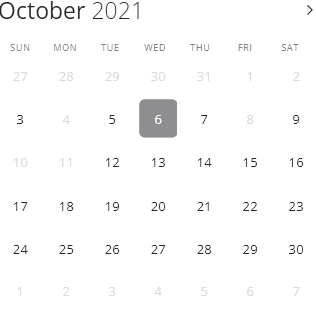 October 2021
SUN MON TUE WED THU FRI SAT
27 28 29 30 31 1 2
3 4 5 6 7 8 9
10 11 12 13 14 15 16
17 18 19 20 21 22 23
24 25 26 27 28 29 30
1 2 3 4 5 6 7